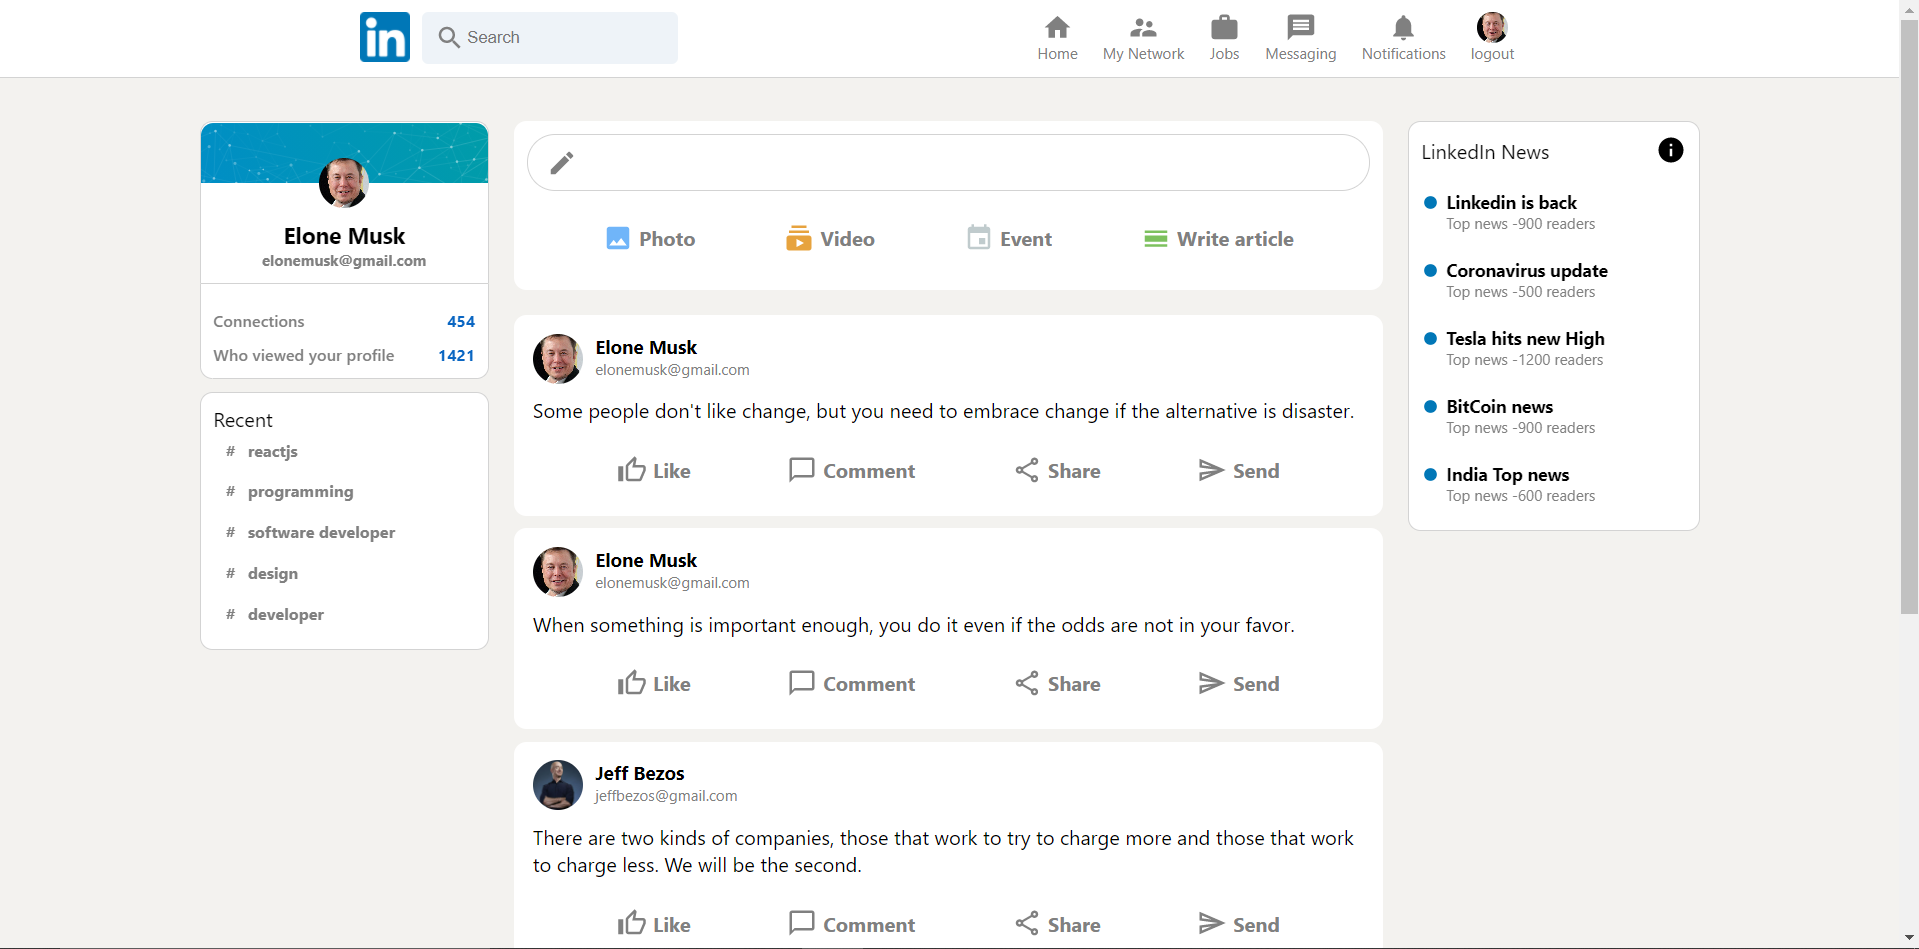 in
Search
Home
My Network
Jobs
Messaging
Notifications
logout
Elone Musk
elonemusk@gmail.com
Connections 454
Who viewed your profile 1421
Recent
# reactjs
# programming
# software developer
# design
# developer
Photo Video Event Write article
Elone Musk
elonemusk@gmail.com
Some people don't like change, but you need to embrace change if the alternative is disaster.
Like Comment Share Send
Elone Musk
elonemusk@gmail.com
When something is important enough, you do it even if the odds are not in your favor.
Like Comment Share Send
Jeff Bezos
jeffbezos@gmail.com
There are two kinds of companies, those that work to try to charge more and those that work
to charge less. We will be the second.
Like Comment Share Send
LinkedIn News
Linkedin is back
Top news -900 readers
Coronavirus update
Top news -500 readers
Tesla hits new High
Top news -1200 readers
BitCoin news
Top news -900 readers
India Top news
Top news -600 readers